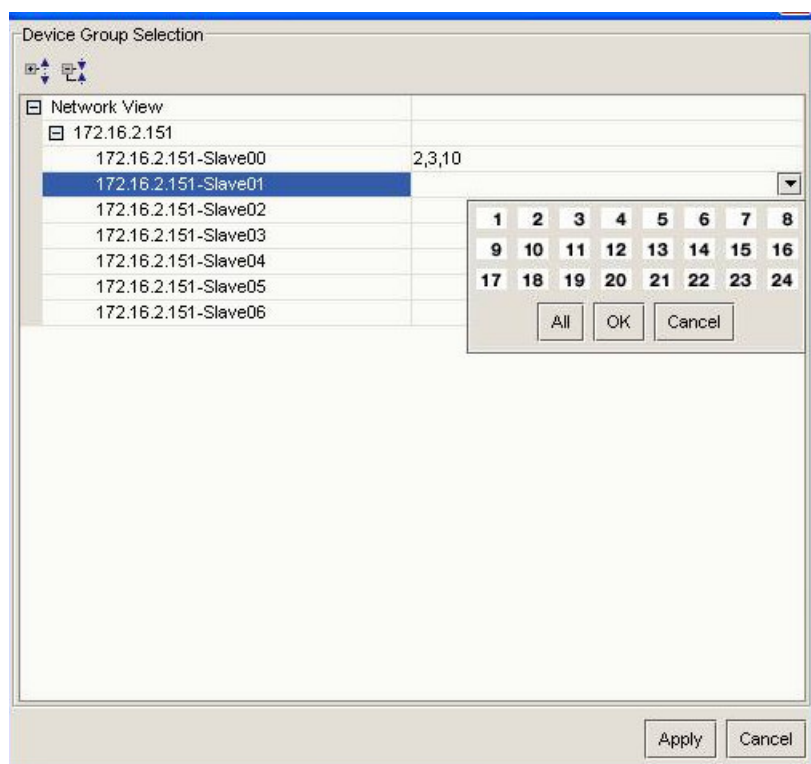 Device Group Selection
Network View
172.16.2.151
172.16.2.151-Slave00 2,3,10
172.16.2.151-Slave01
172.16.2.151-Slave02
172.16.2.151-Slave03
172.16.2.151-Slave04
172.16.2.151-Slave05
172.16.2.151-Slave06
1 2 3 4 5 6 7 8
9 10 11 12 13 14 15 16
17 18 19 20 21 22 23 24
All OK Cancel
Apply Cancel